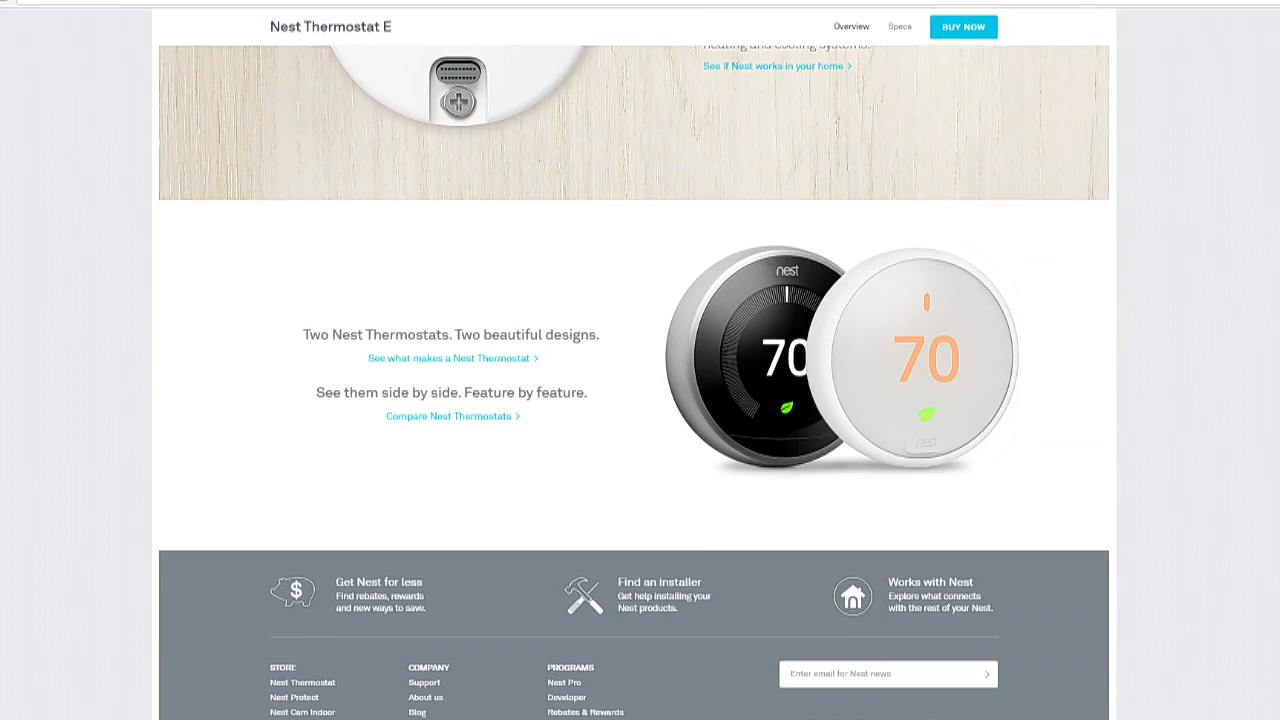 Nest Thermostat E
Overview
Specs
BUY NOW
heating and cooling systems.
See if Nest works in your home >
nest
70
70
nest
Two Nest Thermostats. Two beautiful designs.
See what makes a Nest Thermostat >
See them side by side. Feature by feature.
Compare Nest Thermostats >
$
Get Nest for less
Find rebates, rewards
and new ways to save.
Find an installer
Get help installing your
Nest products.
Works with Nest
Explore what connects
with the rest of your Nest.
STORE
Nest Thermostat
Nest Protect
Nest Cam Indoor
COMPANY
Support
About us
Blog
PROGRAMS
Nest Pro
Developer
Rebates & Rewards
Enter email for Nest news >